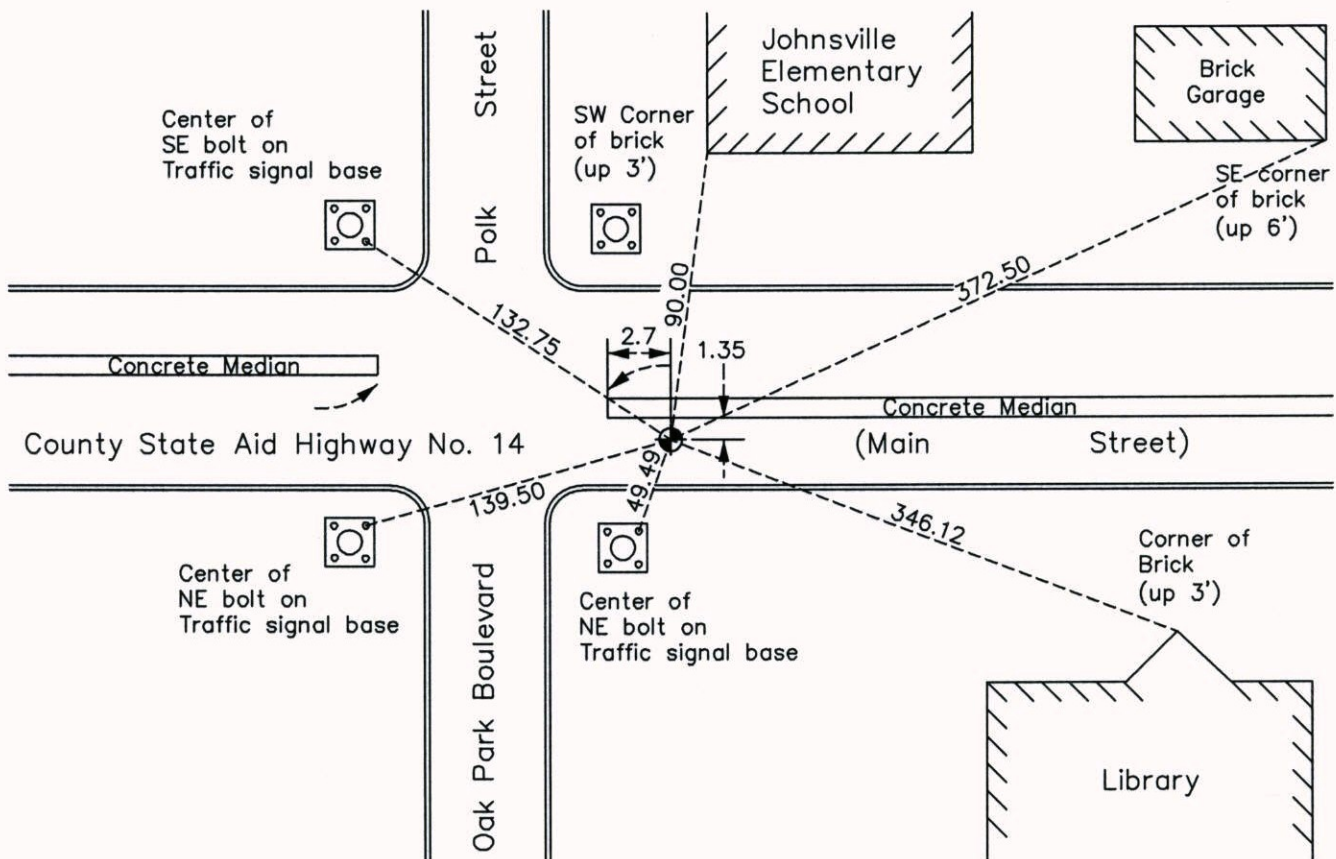 Johnsville
Elementary
School
Brick
Garage
Center of
SE bolt on
Traffic signal base
Polk Street
SW Corner
of brick
(up 3')
SE corner
of brick
(up 6')
132.75
90.00
372.50
2.7
1.35
Concrete Median
Concrete Median
County State Aid Highway No. 14
(Main Street)
139.50
49.49
346.12
Center of
NE bolt on
Traffic signal base
Oak Park Boulevard
Center of
NE bolt on
Traffic signal base
Corner of
Brick
(up 3')
Library